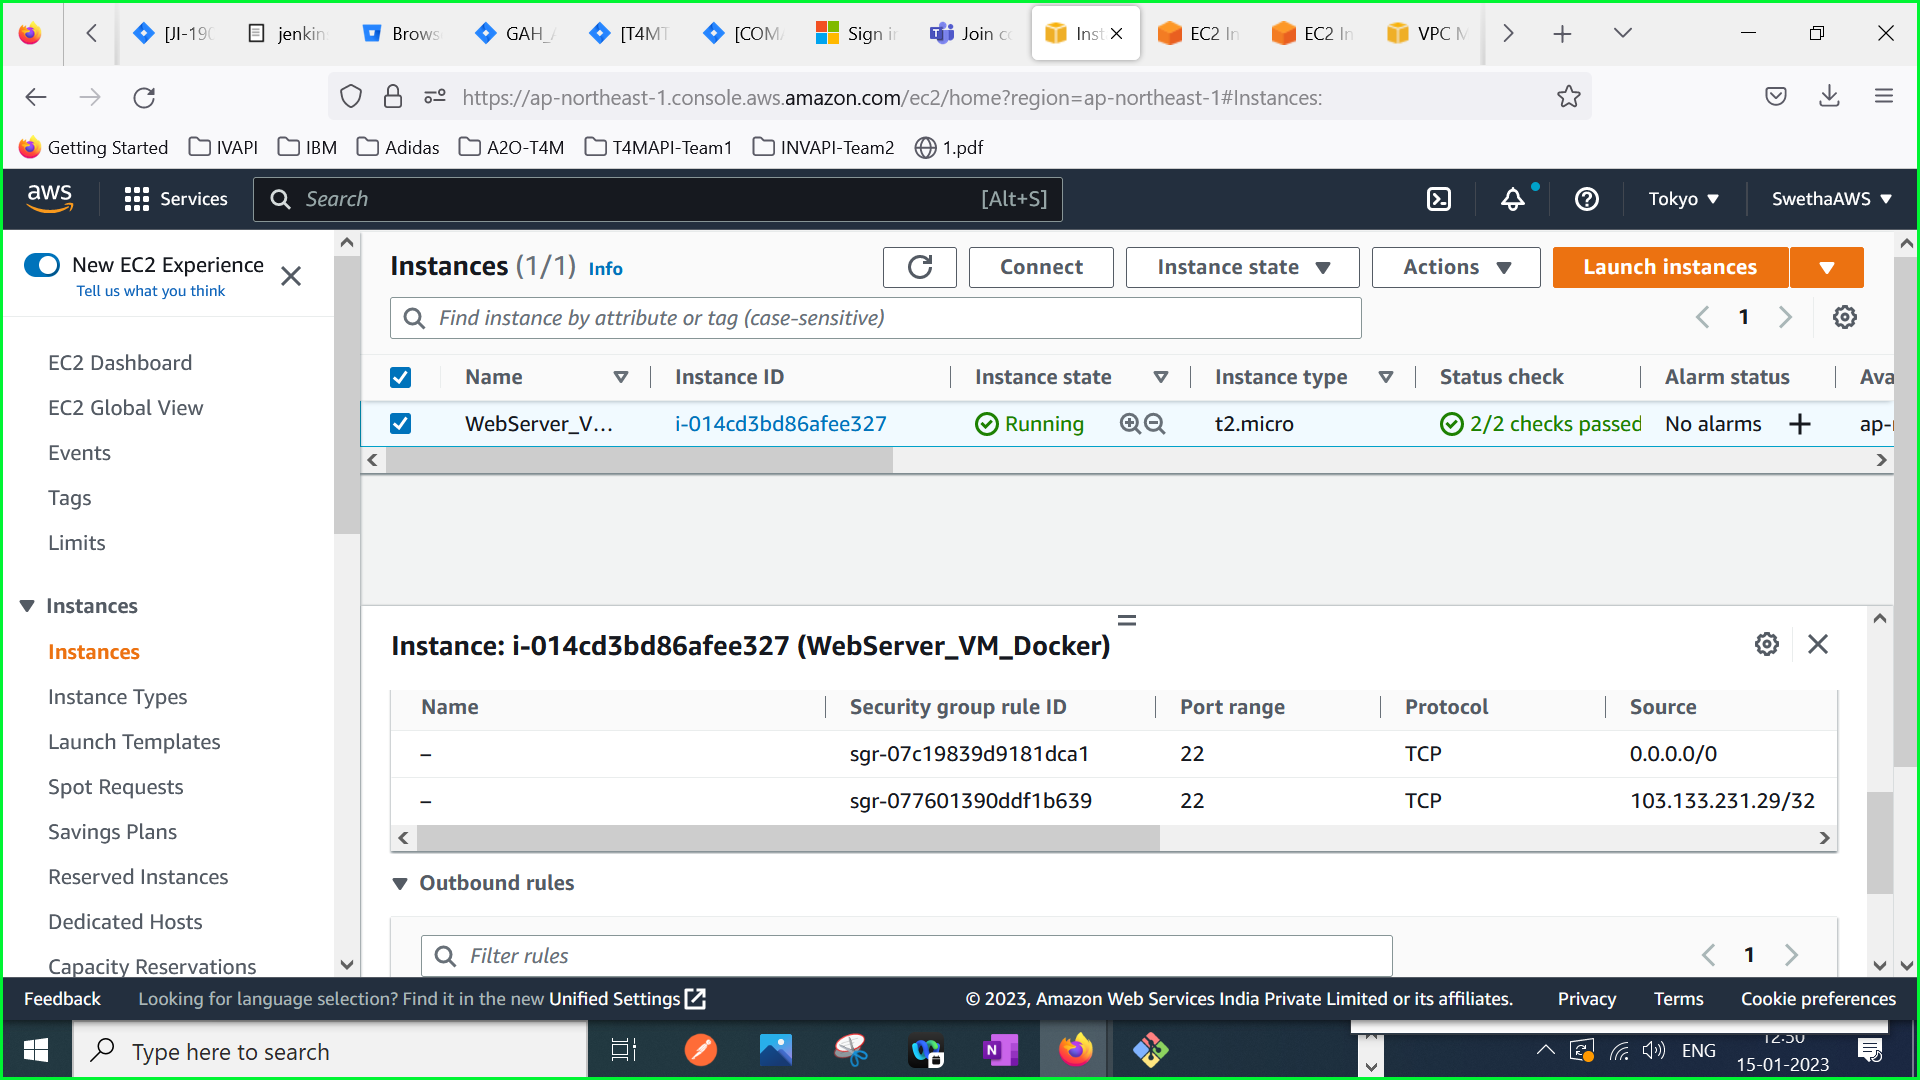 [JI-190
jenkin
Brows
GAH_A
[T4MT
[COMA
Sign in
Join co
Inst
EC2 In
EC2 In
VPC M
https://ap-northeast-1.console.aws.amazon.com/ec2/home?region=ap-northeast-1#Instances:
Getting Started
IVAPI
IBM
Adidas
A2O-T4M
T4MAPI-Team1
INVAPI-Team2
1.pdf
aws
Services
Search
[Alt+S]
Tokyo
SwethaAWS
New EC2 Experience
Tell us what you think
EC2 Dashboard
EC2 Global View
Events
Tags
Limits
Instances
Instances
Instance Types
Launch Templates
Spot Requests
Savings Plans
Reserved Instances
Dedicated Hosts
Capacity Reservations
Instances (1/1) Info
Connect
Instance state
Actions
Launch instances
Find instance by attribute or tag (case-sensitive)
1
Name
Instance ID
Instance state
Instance type
Status check
Alarm status
Ava
WebServer_V...
i-014cd3bd86afee327
Running
t2.micro
2/2 checks passed
No alarms
ap-
Instance: i-014cd3bd86afee327 (WebServer_VM_Docker)
Name
Security group rule ID
Port range
Protocol
Source
–
sgr-07c19839d9181dca1
22
TCP
0.0.0.0/0
–
sgr-077601390ddf1b639
22
TCP
103.133.231.29/32
Outbound rules
Filter rules
1
Feedback
Looking for language selection? Find it in the new Unified Settings
© 2023, Amazon Web Services India Private Limited or its affiliates.
Privacy
Terms
Cookie preferences
Type here to search
ENG
12:50
15-01-2023